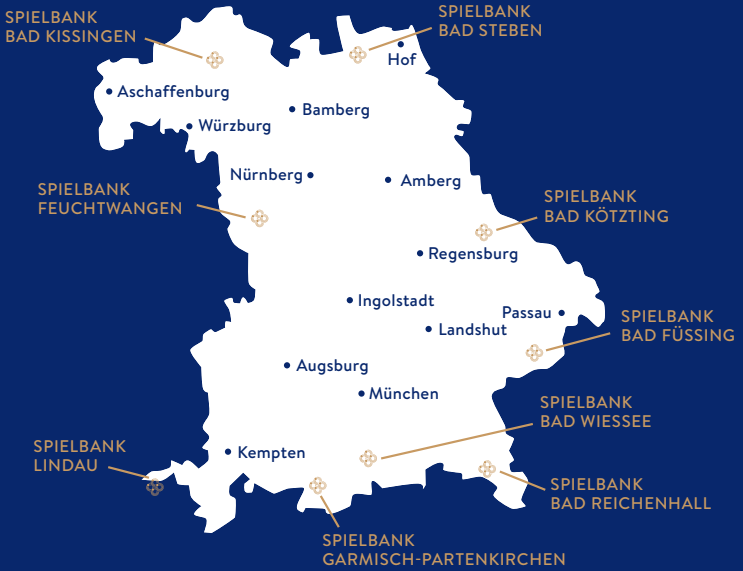 SPIELBANK
BAD KISSINGEN
SPIELBANK
BAD STEBEN
Hof
Aschaffenburg
Bamberg
Würzburg
Nürnberg
Amberg
SPIELBANK
FEUCHTWANGEN
SPIELBANK
BAD KÖTZTING
Regensburg
Ingolstadt
Passau
Landshut
SPIELBANK
BAD FÜSSING
Augsburg
München
SPIELBANK
BAD WIESSEE
Kempten
SPIELBANK
LINDAU
SPIELBANK
BAD REICHENHALL
SPIELBANK
GARMISCH-PARTENKIRCHEN